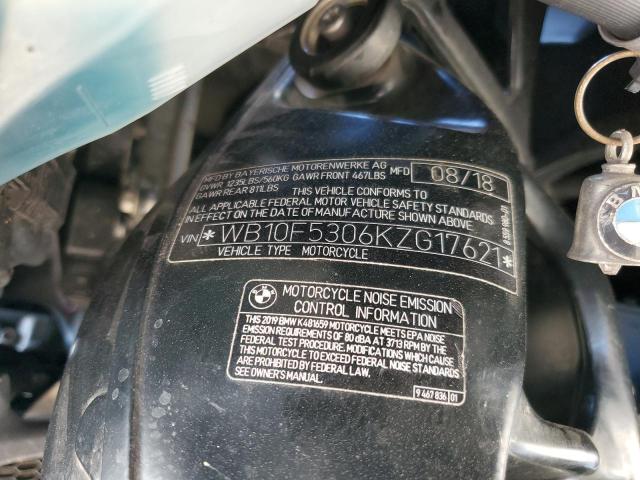 MFD BY BAYERISCHE MOTORENWERKE AG MFD 08/18
GVWR 1235LBS/560KG GAWR FRONT 467LBS
GAWR REAR 811LBS THIS VEHICLE CONFORMS TO
ALL APPLICABLE FEDERAL MOTOR VEHICLE SAFETY STANDARDS
IN EFFECT ON THE DATE OF MANUFACTURE SHOWN ABOVE
VIN * WB10F5306KZG17621 *
VEHICLE TYPE MOTORCYCLE
MOTORCYCLE NOISE EMISSION
CONTROL INFORMATION
THIS 2019 BMW K481659 MOTORCYCLE MEETS EPA NOISE
EMISSION REQUIREMENTS OF 80 dBA AT 3713 RPM BY THE
FEDERAL TEST PROCEDURE. MODIFICATIONS WHICH CAUSE
THIS MOTORCYCLE TO EXCEED FEDERAL NOISE STANDARDS
ARE PROHIBITED BY FEDERAL LAW.
SEE OWNER'S MANUAL.
9 467 836 01
BMW